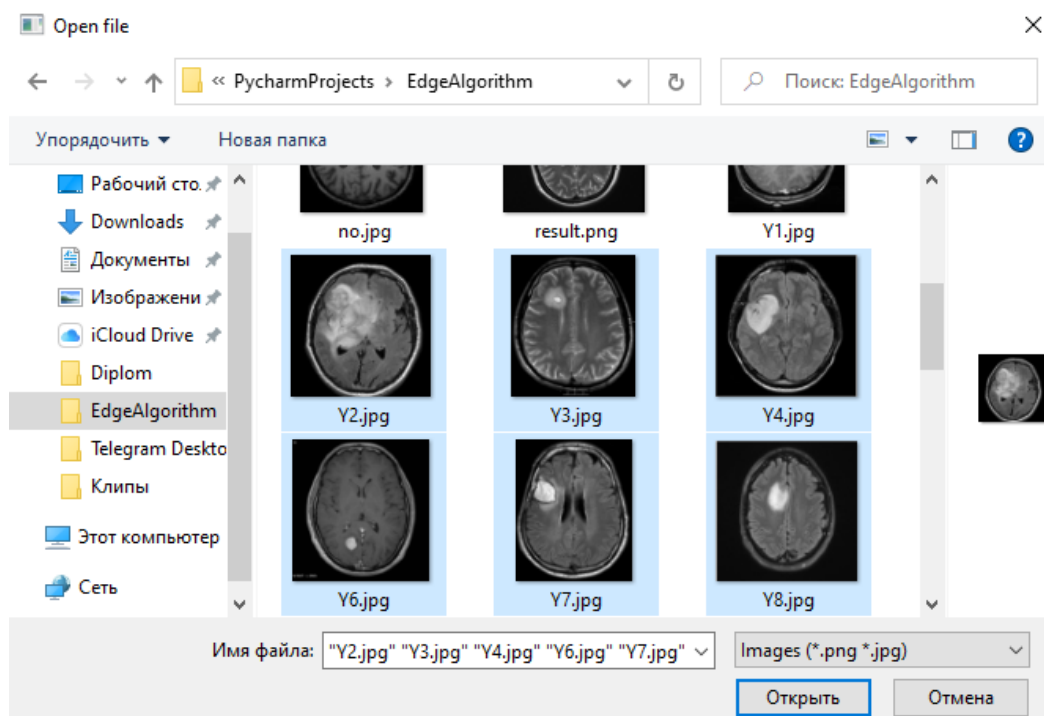 Open file
« PycharmProjects > EdgeAlgorithm
Поиск: EdgeAlgorithm
Упорядочить
Новая папка
?
Рабочий сто.
Downloads
Документы
Изображени
iCloud Drive
Diplom
EdgeAlgorithm
Telegram Deskto
Клипы
Этот компьютер
Сеть
no.jpg
result.png
Y1.jpg
Y2.jpg
Y3.jpg
Y4.jpg
Y6.jpg
Y7.jpg
Y8.jpg
Имя файла:
"Y2.jpg" "Y3.jpg" "Y4.jpg" "Y6.jpg" "Y7.jpg"
Images (*.png *.jpg)
Открыть
Отмена